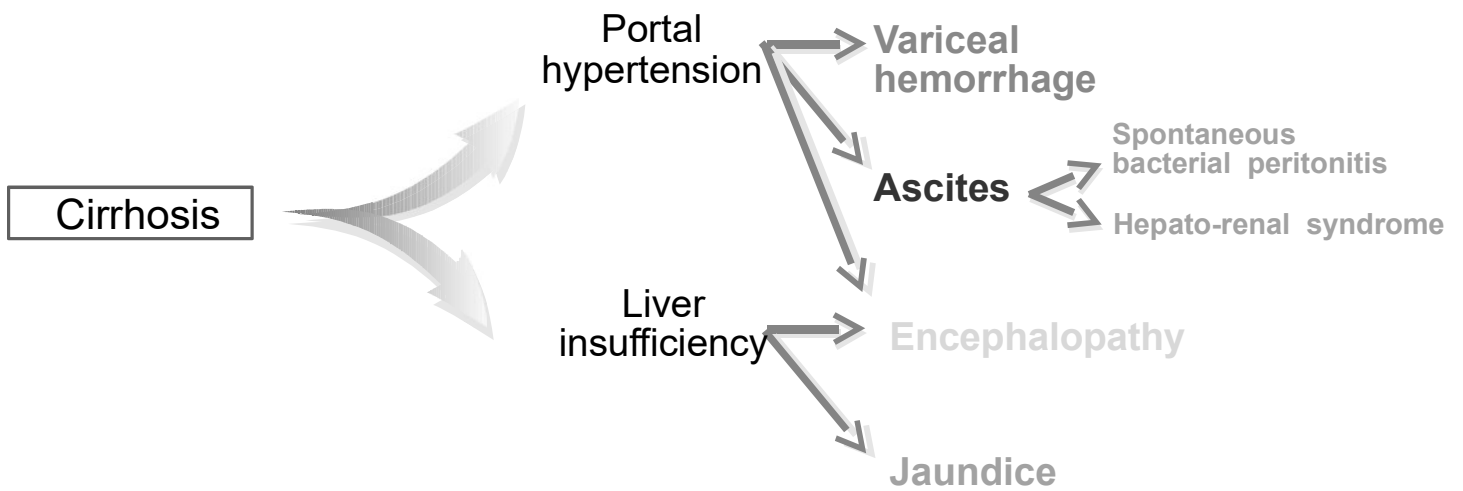 Portal
hypertension
Variceal
hemorrhage
Spontaneous
bacterial peritonitis
Ascites
Hepato-renal syndrome
Cirrhosis
Liver
insufficiency
Encephalopathy
Jaundice